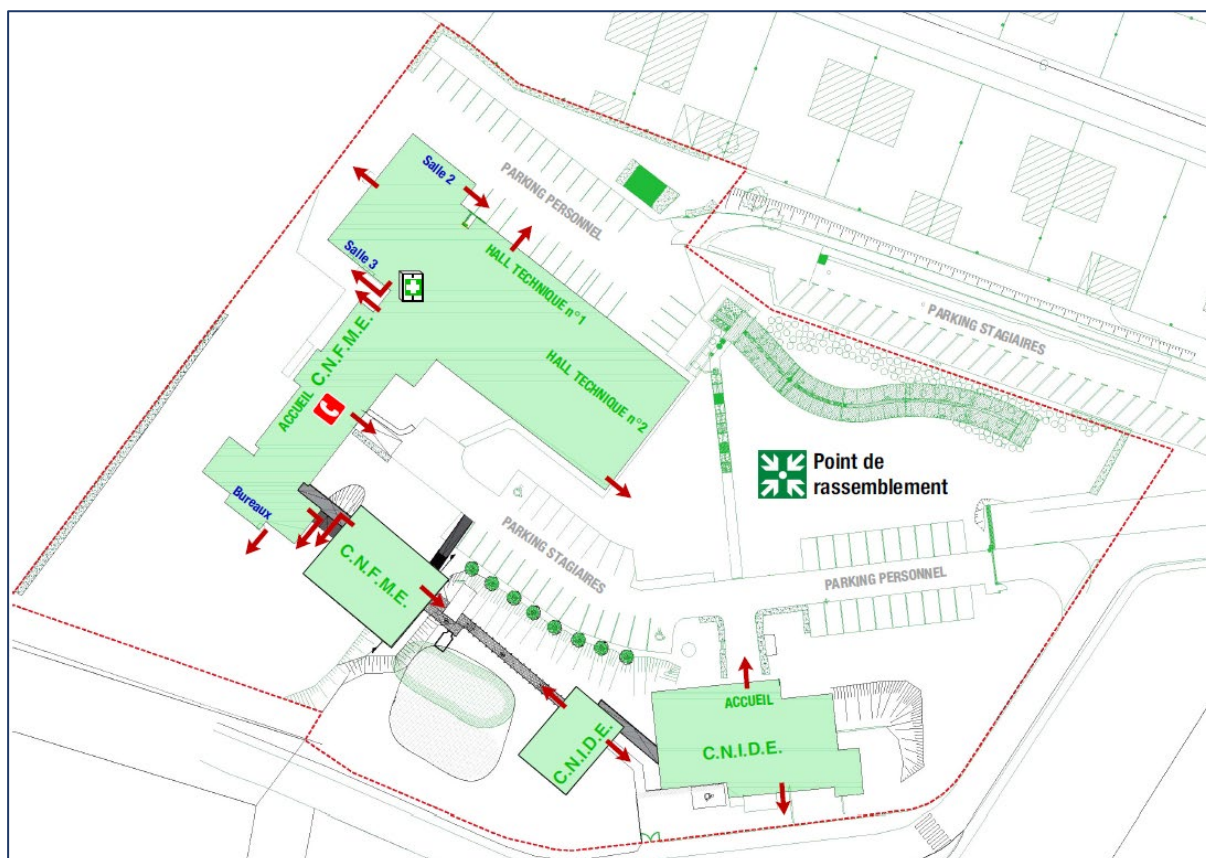 Salle 2
PARKING PERSONNEL
Salle 3
HALL TECHNIQUE n°1
PARKING STAGIAIRES
C.N.F.M.E.
ACCUEIL
HALL TECHNIQUE n°2
Point de
rassemblement
Bureaux
PARKING STAGIAIRES
C.N.F.M.E.
PARKING PERSONNEL
ACCUEIL
C.N.I.D.E.
C.N.I.D.E.